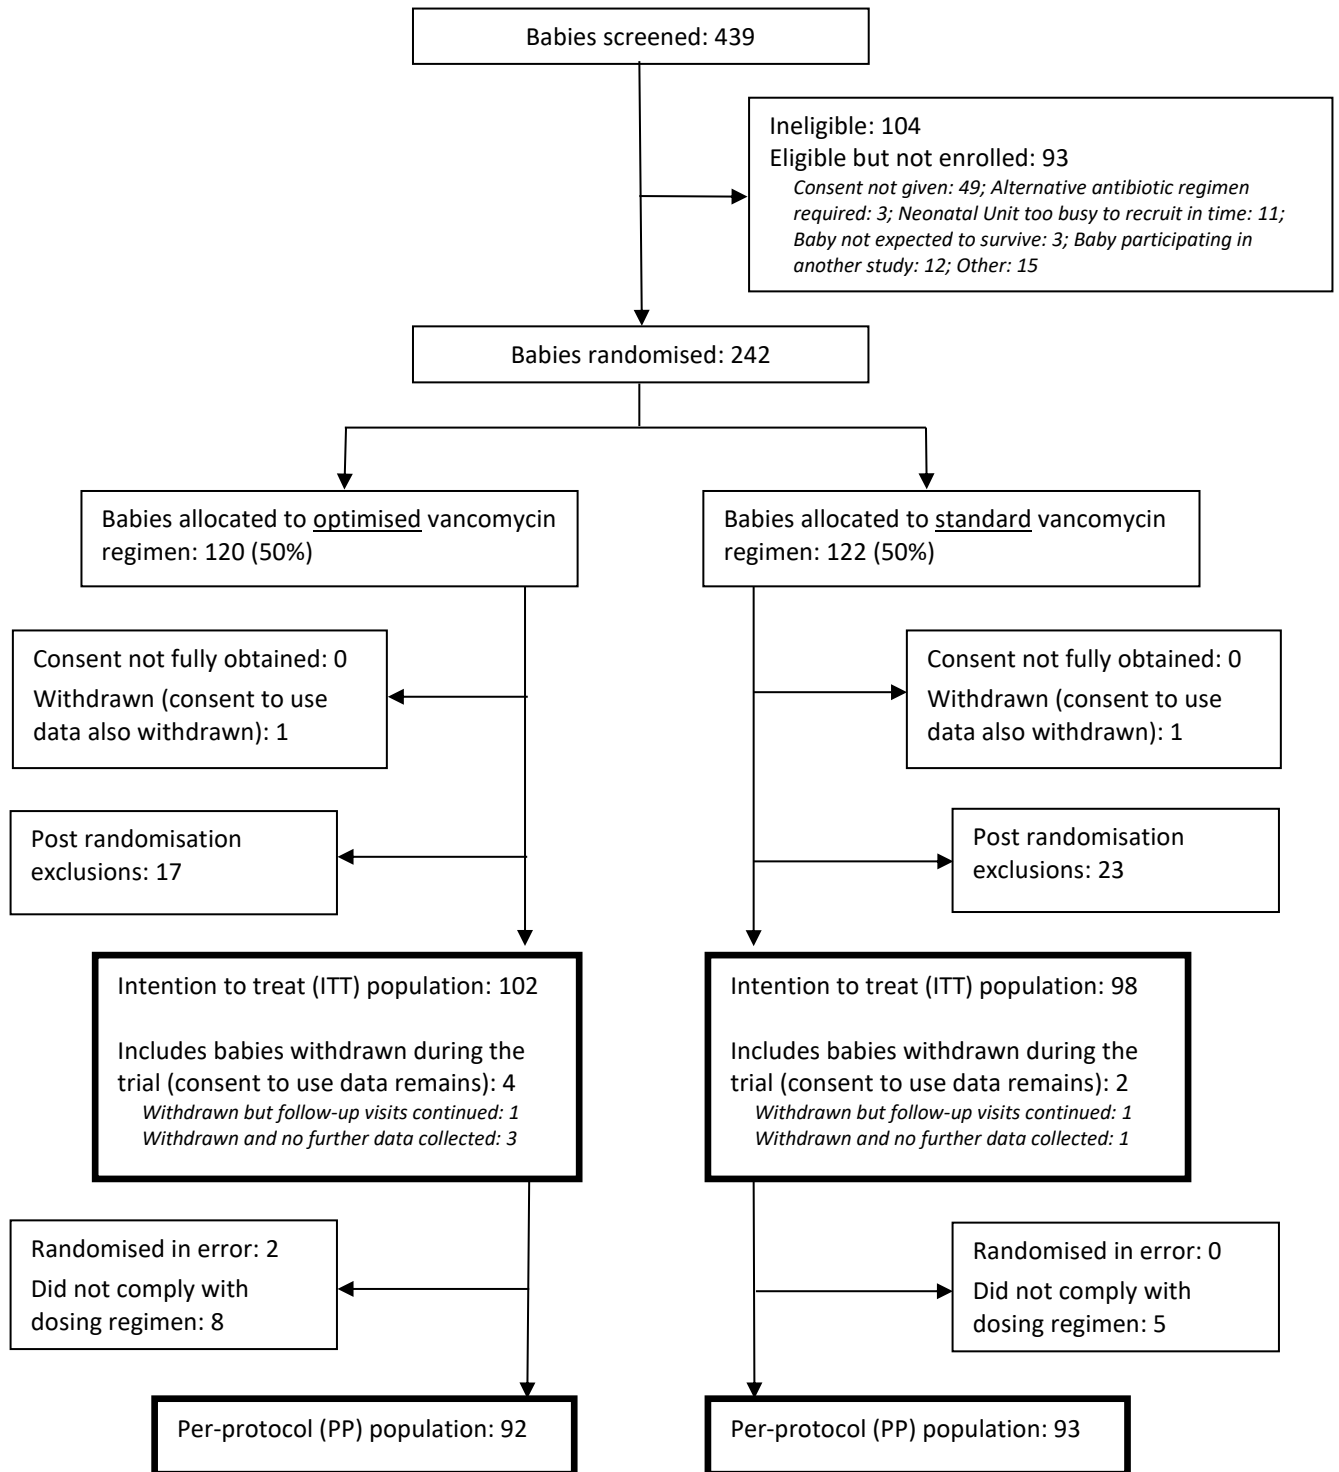 Babies screened: 439
Ineligible: 104
Eligible but not enrolled: 93
Consent not given: 49; Alternative antibiotic regimen
required: 3; Neonatal Unit too busy to recruit in time: 11;
Baby not expected to survive: 3; Baby participating in
another study: 12; Other: 15
Babies randomised: 242
Babies allocated to optimised vancomycin
regimen: 120 (50%)
Babies allocated to standard vancomycin
regimen: 122 (50%)
Consent not fully obtained: 0
Withdrawn (consent to use
data also withdrawn): 1
Consent not fully obtained: 0
Withdrawn (consent to use
data also withdrawn): 1
Post randomisation
exclusions: 17
Post randomisation
exclusions: 23
Intention to treat (ITT) population: 102
Includes babies withdrawn during the
trial (consent to use data remains): 4
Withdrawn but follow-up visits continued: 1
Withdrawn and no further data collected: 3
Intention to treat (ITT) population: 98
Includes babies withdrawn during the
trial (consent to use data remains): 2
Withdrawn but follow-up visits continued: 1
Withdrawn and no further data collected: 1
Randomised in error: 2
Did not comply with
dosing regimen: 8
Randomised in error: 0
Did not comply with
dosing regimen: 5
Per-protocol (PP) population: 92
Per-protocol (PP) population: 93